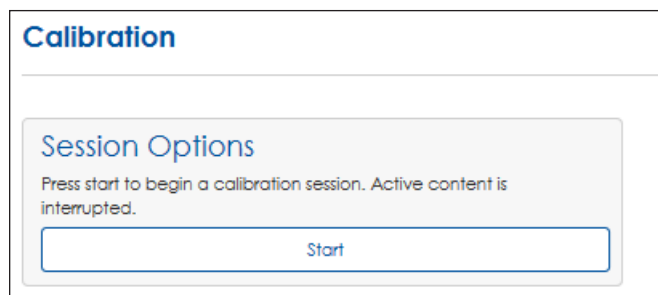 Calibration
Session Options
Press start to begin a calibration session. Active content is
interrupted.
Start